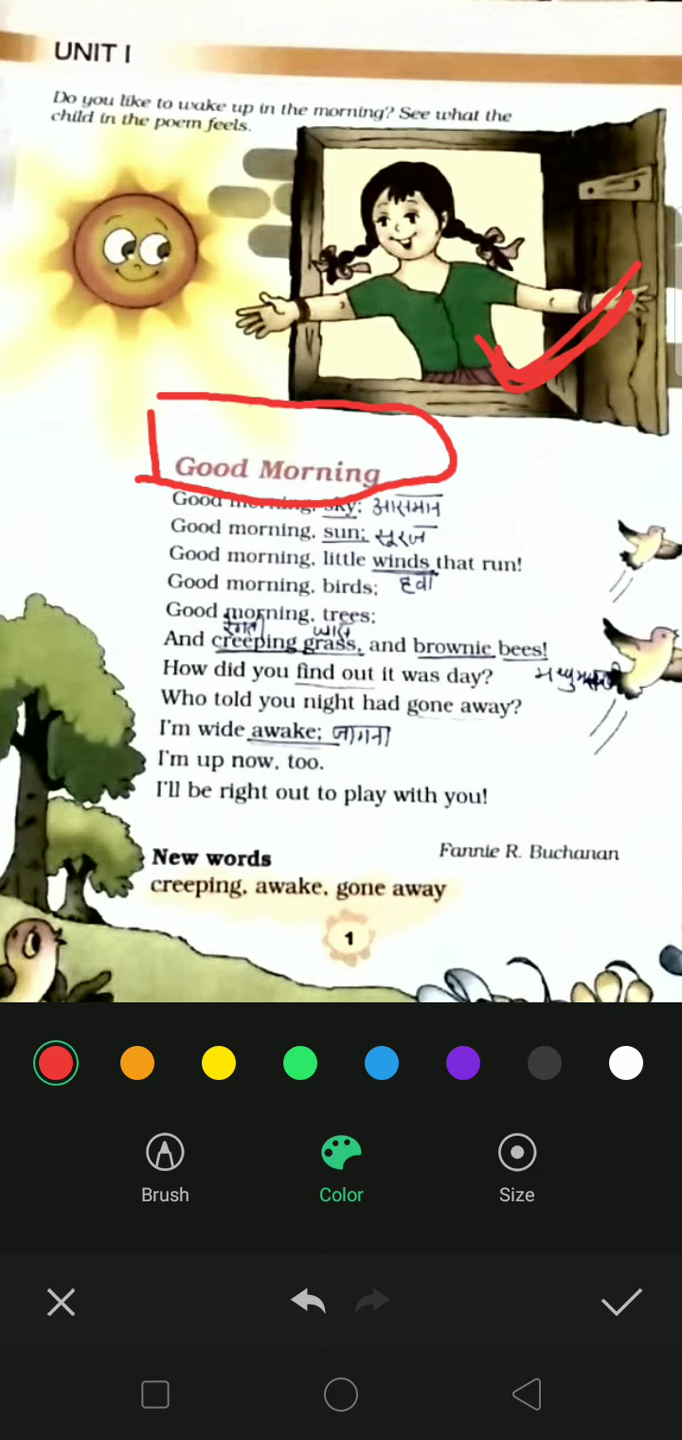 UNIT I
Do you like to wake up in the morning? See what the
child in the poem feels.
Good Morning
Good morning, sky; आसमान
Good morning, sun; सूरज
Good morning, little winds that run!
Good morning, birds; हवा
Good morning, trees;
घास
And creeping grass, and brownie bees!
How did you find out it was day?
Who told you night had gone away?
I'm wide awake; जागना
I'm up now, too.
I'll be right out to play with you!
Fannie R. Buchanan
New words
creeping, awake, gone away
1
Brush
Color
Size